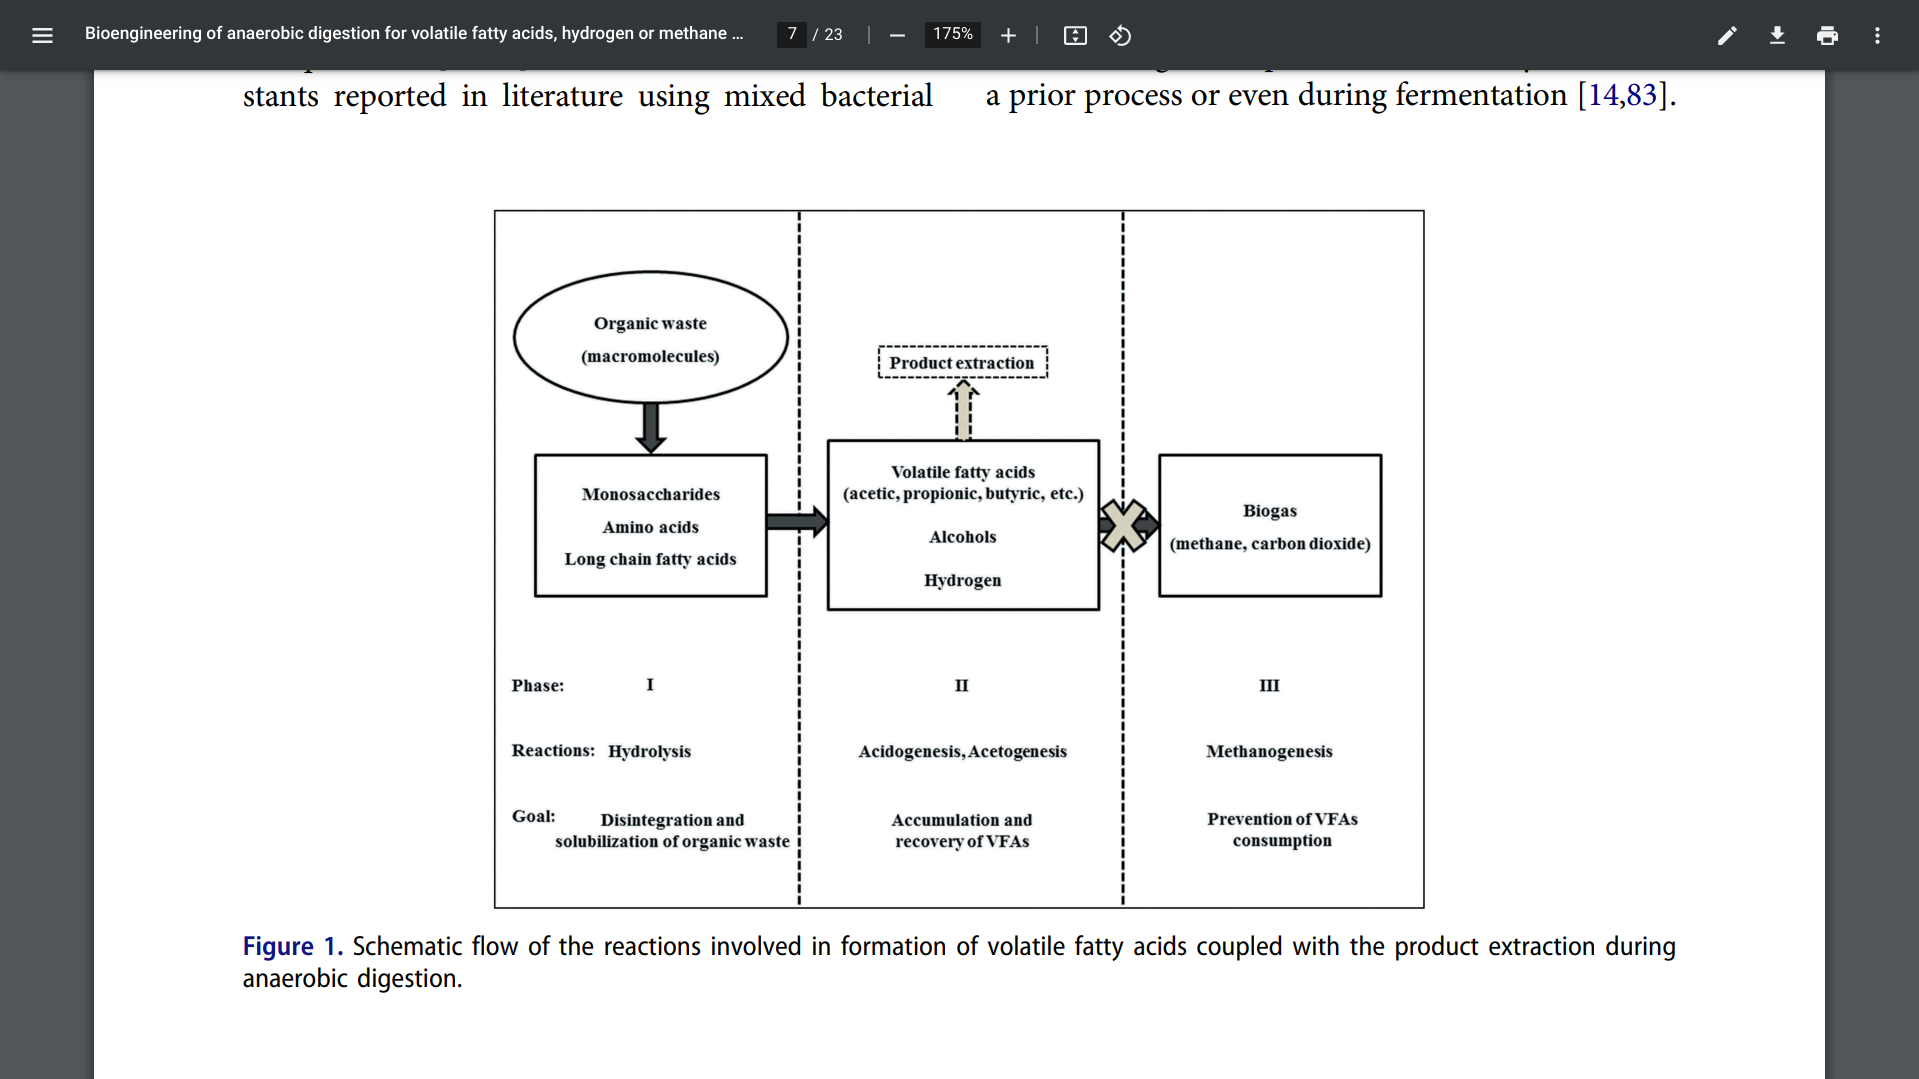 Bioengineering of anaerobic digestion for volatile fatty acids, hydrogen or methane ...
7 / 23
175%
stants reported in literature using mixed bacterial
a prior process or even during fermentation [14,83].
Organic waste
(macromolecules)
Product extraction
Monosaccharides
Amino acids
Long chain fatty acids
Volatile fatty acids
(acetic, propionic, butyric, etc.)
Alcohols
Hydrogen
Biogas
(methane, carbon dioxide)
Phase: I II III
Reactions: Hydrolysis Acidogenesis, Acetogenesis Methanogenesis
Goal: Disintegration and
solubilization of organic waste
Accumulation and
recovery of VFAs
Prevention of VFAs
consumption
Figure 1. Schematic flow of the reactions involved in formation of volatile fatty acids coupled with the product extraction during
anaerobic digestion.